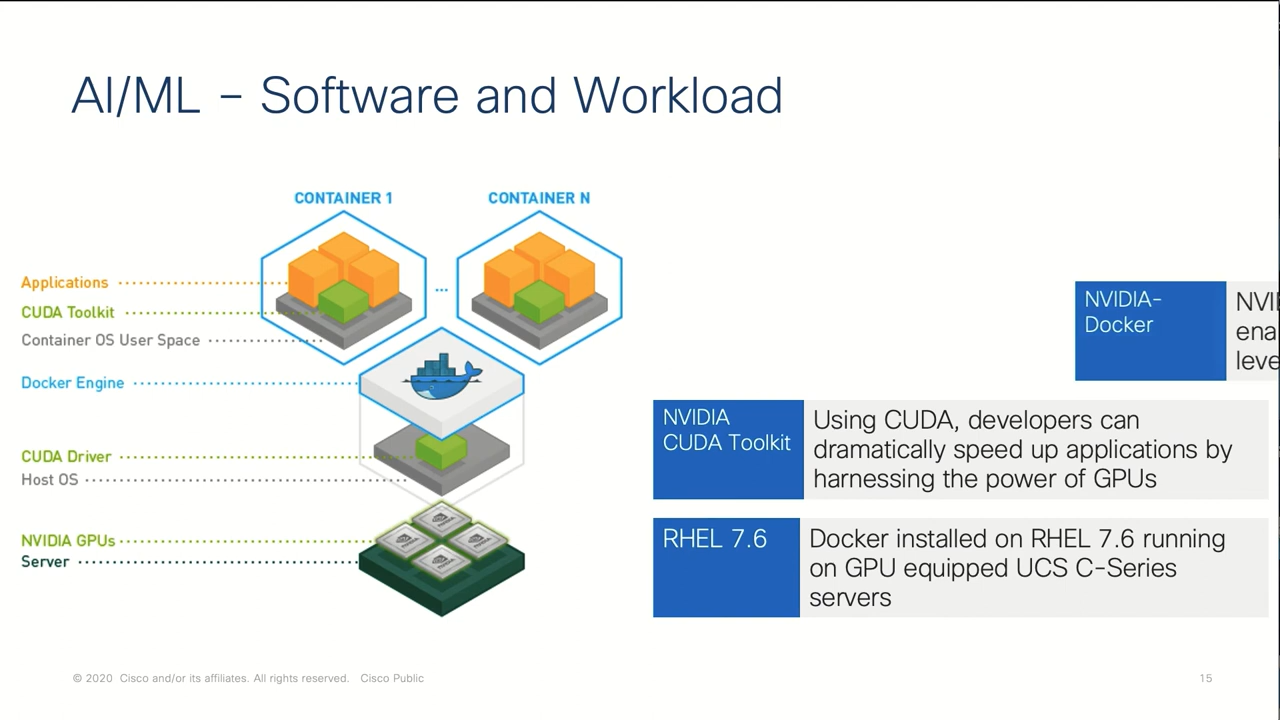 AI/ML – Software and Workload
CONTAINER 1
CONTAINER N
...
Applications
CUDA Toolkit
Container OS User Space
Docker Engine
CUDA Driver
Host OS
NVIDIA GPUs
Server
NVIDIA-
Docker
NVI
ena
leve
NVIDIA
CUDA Toolkit
Using CUDA, developers can
dramatically speed up applications by
harnessing the power of GPUs
RHEL 7.6
Docker installed on RHEL 7.6 running
on GPU equipped UCS C-Series
servers
© 2020 Cisco and/or its affiliates. All rights reserved. Cisco Public
15